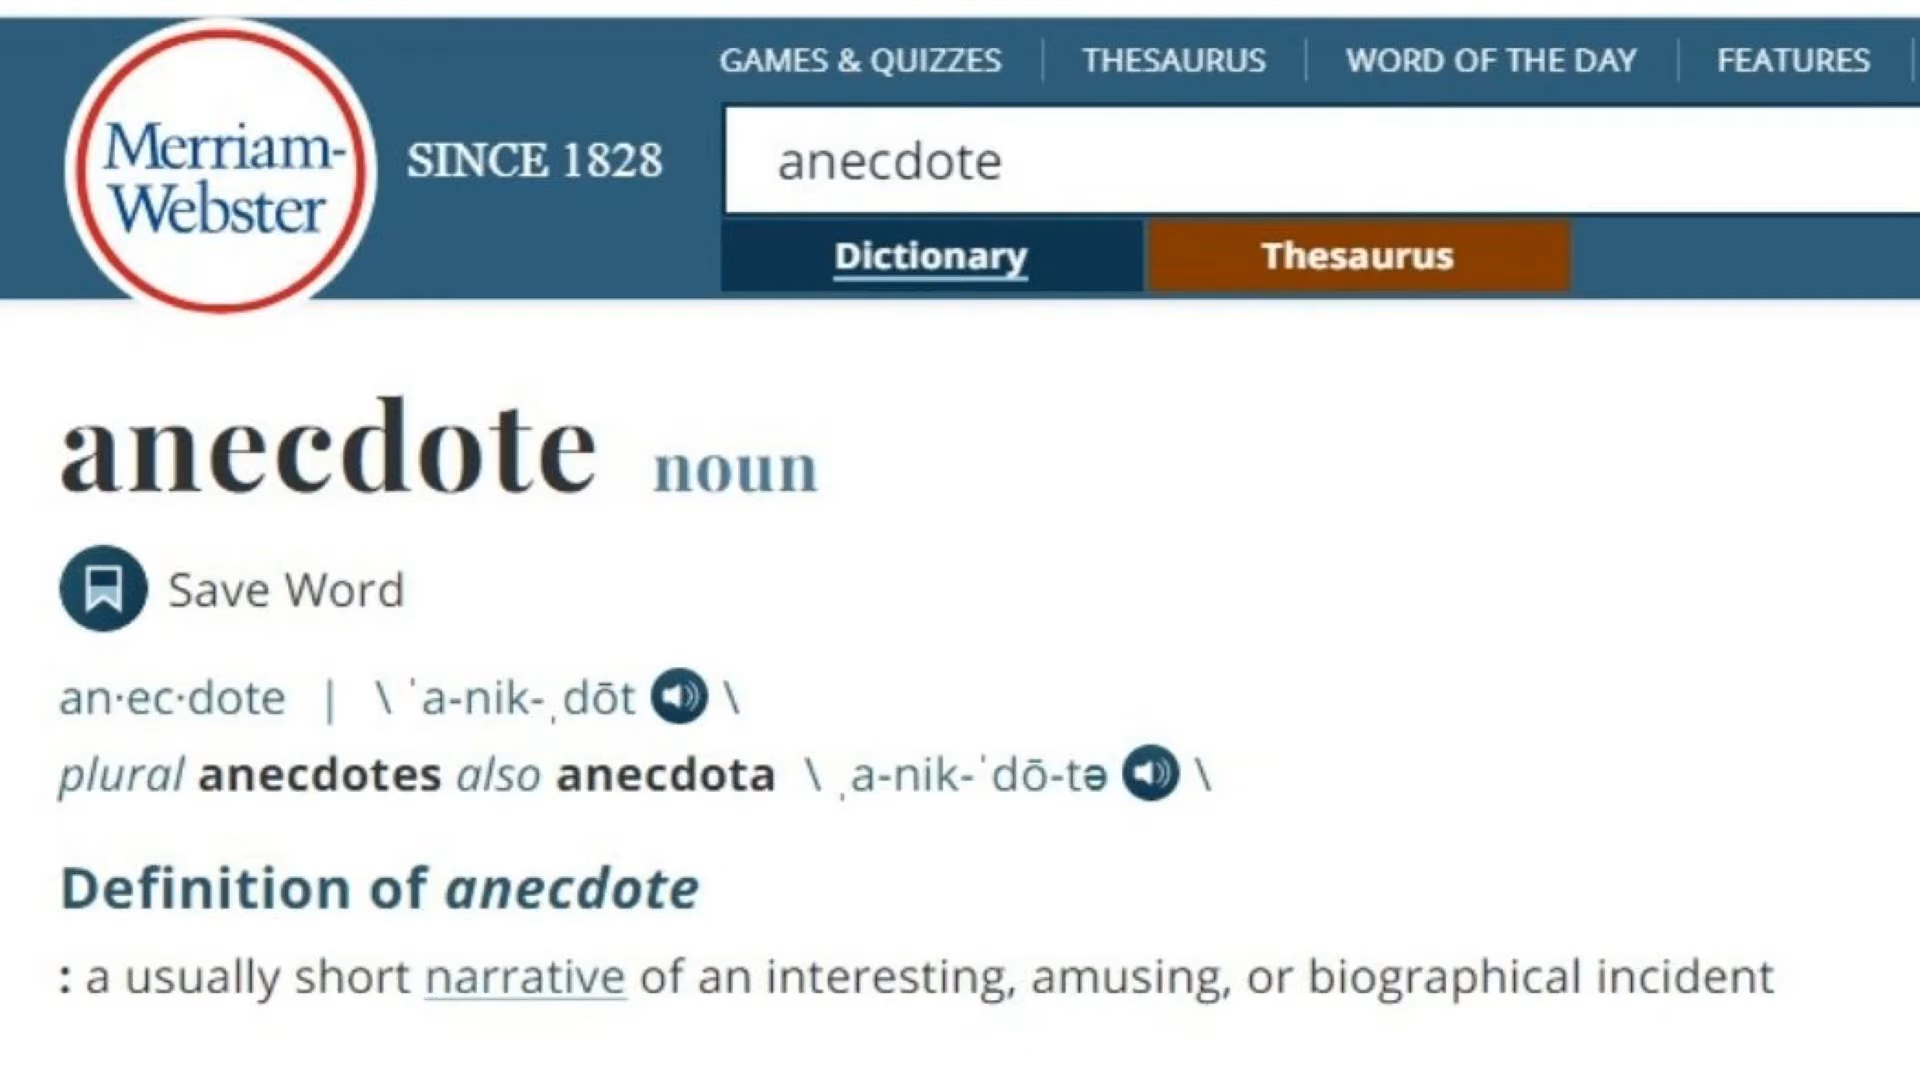 GAMES & QUIZZES | THESAURUS | WORD OF THE DAY | FEATURES
Merriam-
Webster
SINCE 1828
anecdote
Dictionary Thesaurus
anecdote noun
Save Word
an·ec·dote | \ ˈa-nik-ˌdōt \
plural anecdotes also anecdota \ ˌa-nik-ˈdō-tə \
Definition of anecdote
: a usually short narrative of an interesting, amusing, or biographical incident